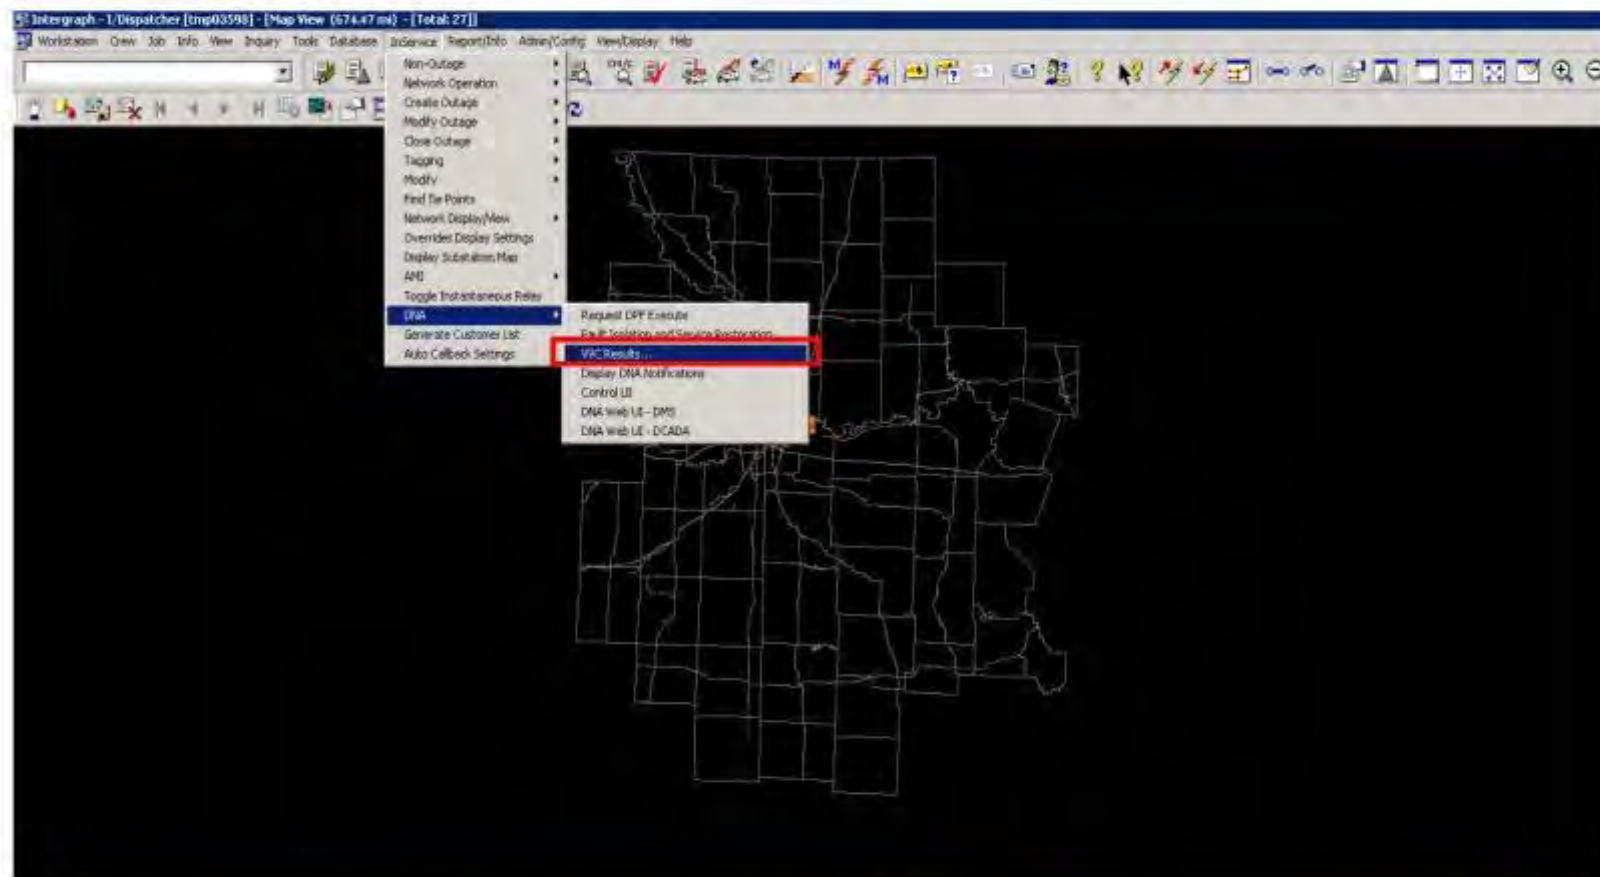 Intergraph - I/Dispatcher [tmp03598] - [Map View (674.47 mi) - [Total: 27]]
Workstation Crew Job Info View Inquiry Tools Database InService Report/Info Admin/Config View/Display Help
Non-Outage
Network Operation
Create Outage
Modify Outage
Close Outage
Tagging
Modify
Find Tie Points
Network Display/View
Overrides Display Settings
Display Substation Map
AMI
Toggle Instantaneous Relay
DNA
Generate Customer List
Auto Callback Settings
Request DPF Execute
Fault Isolation and Service Restoration
VVC Results...
Display DNA Notifications
Control UI
DNA Web UI - DMS
DNA Web UI - DCADA